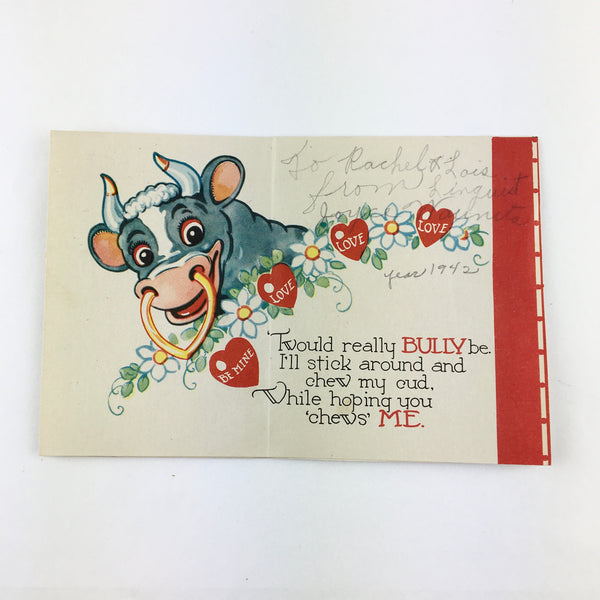 To Rachel & Lois
from
LOVE
LOVE
LOVE
BE MINE
year 1942
'Twould really BULLY be
I'll stick around and
chew my cud,
While hoping you
'chews' ME.